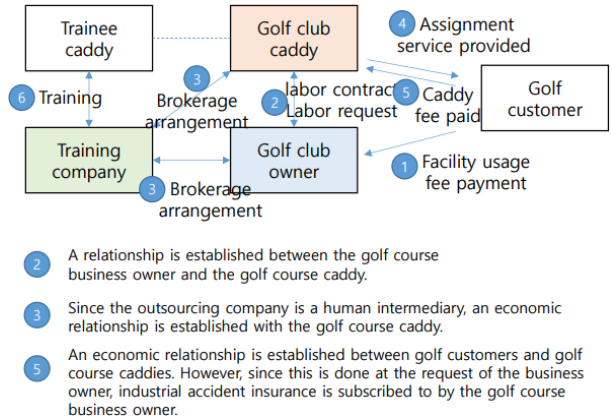 Trainee
caddy
Golf club
caddy
4
Assignment
service provided
Golf
customer
6
Training
3
Brokerage
arrangement
2
labor contract
Labor request
5
Caddy
fee paid
Training
company
Golf club
owner
1
Facility usage
fee payment
3
Brokerage
arrangement
2
A relationship is established between the golf course
business owner and the golf course caddy.
3
Since the outsourcing company is a human intermediary, an economic
relationship is established with the golf course caddy.
5
An economic relationship is established between golf customers and golf
course caddies. However, since this is done at the request of the business
owner, industrial accident insurance is subscribed to by the golf course
business owner.